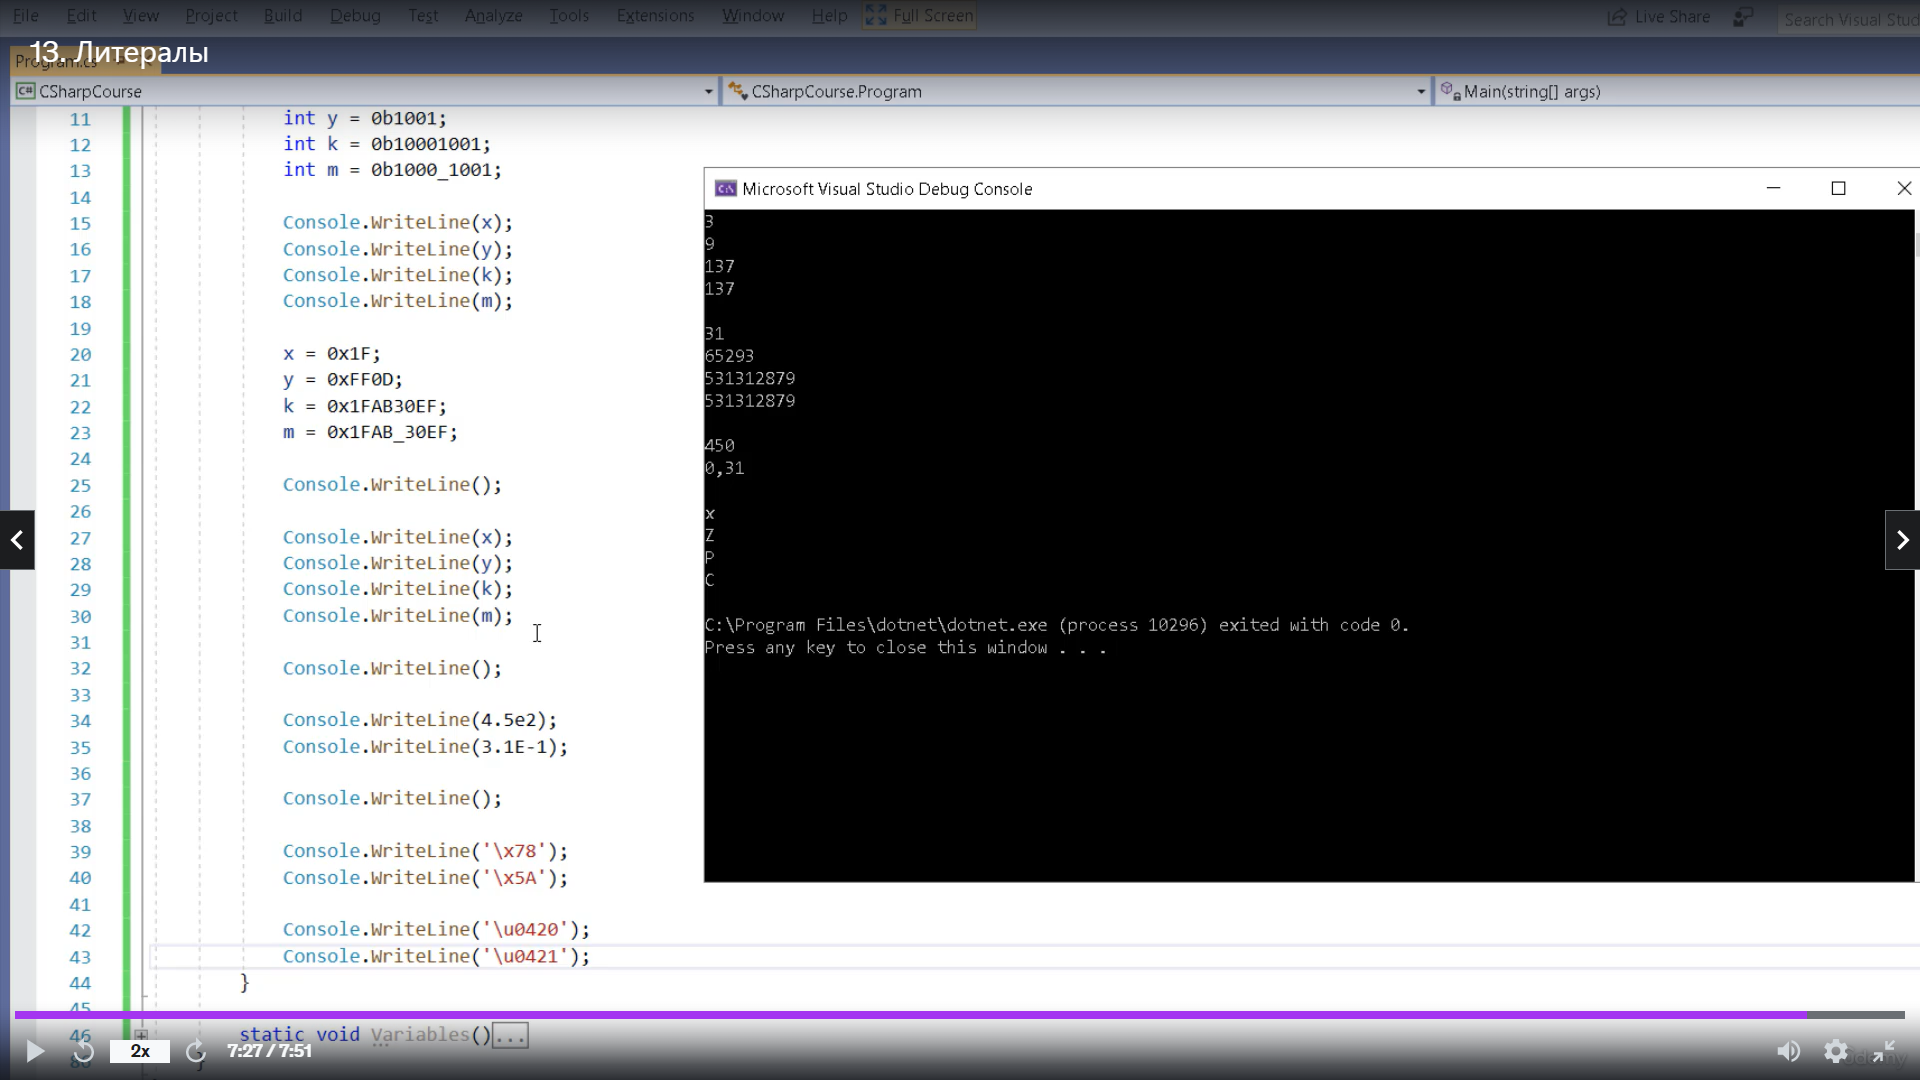 File Edit View Project Build Debug Test Analyze Tools Extensions Window Help Full Screen Live Share Search Visual Stud
13. Литералы
Program.cs
CSharpCourse CSharpCourse.Program Main(string[] args)
11 int y = 0b1001;
12 int k = 0b10001001;
13 int m = 0b1000_1001;
14
15 Console.WriteLine(x);
16 Console.WriteLine(y);
17 Console.WriteLine(k);
18 Console.WriteLine(m);
19
20 x = 0x1F;
21 y = 0xFF0D;
22 k = 0x1FAB30EF;
23 m = 0x1FAB_30EF;
24
25 Console.WriteLine();
26
27 Console.WriteLine(x);
28 Console.WriteLine(y);
29 Console.WriteLine(k);
30 Console.WriteLine(m);
31
32 Console.WriteLine();
33
34 Console.WriteLine(4.5e2);
35 Console.WriteLine(3.1E-1);
36
37 Console.WriteLine();
38
39 Console.WriteLine('\x78');
40 Console.WriteLine('\x5A');
41
42 Console.WriteLine('\u0420');
43 Console.WriteLine('\u0421');
44 }
45
46 static void Variables()...
Microsoft Visual Studio Debug Console
3
9
137
137
31
65293
531312879
531312879
450
0,31
x
Z
Р
С
C:\Program Files\dotnet\dotnet.exe (process 10296) exited with code 0.
Press any key to close this window . . .
5 2x 5 7:27 / 7:51